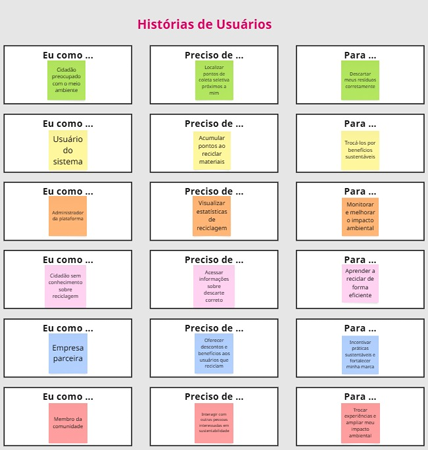 Histórias de Usuários
Eu como ...
Preciso de ...
Para ...
Cidadão
preocupado
com o meio
ambiente
Localizar
pontos de
coleta seletiva
próximos a
mim
Descartar
meus resíduos
corretamente
Eu como ...
Preciso de ...
Para ...
Usuário
do
sistema
Acumular
pontos ao
reciclar
materiais
Trocá-los por
benefícios
sustentáveis
Eu como ...
Preciso de ...
Para ...
Administrador
da plataforma
Visualizar
estatísticas
de
reciclagem
Monitorar
e melhorar
o impacto
ambiental
Eu como ...
Preciso de ...
Para ...
Cidadão sem
conhecimento
sobre
reciclagem
Acessar
informações
sobre
descarte
correto
Aprender a
reciclar de
forma
eficiente
Eu como ...
Preciso de ...
Para ...
Empresa
parceira
Oferecer
descontos e
benefícios aos
usuários que
reciclam
Incentivar
práticas
sustentáveis e
fortalecer
minha marca
Eu como ...
Preciso de ...
Para ...
Membro da
comunidade
Interagir com
outras pessoas
interessadas em
sustentabilidade
Trocar
experiências e
ampliar meu
impacto
ambiental